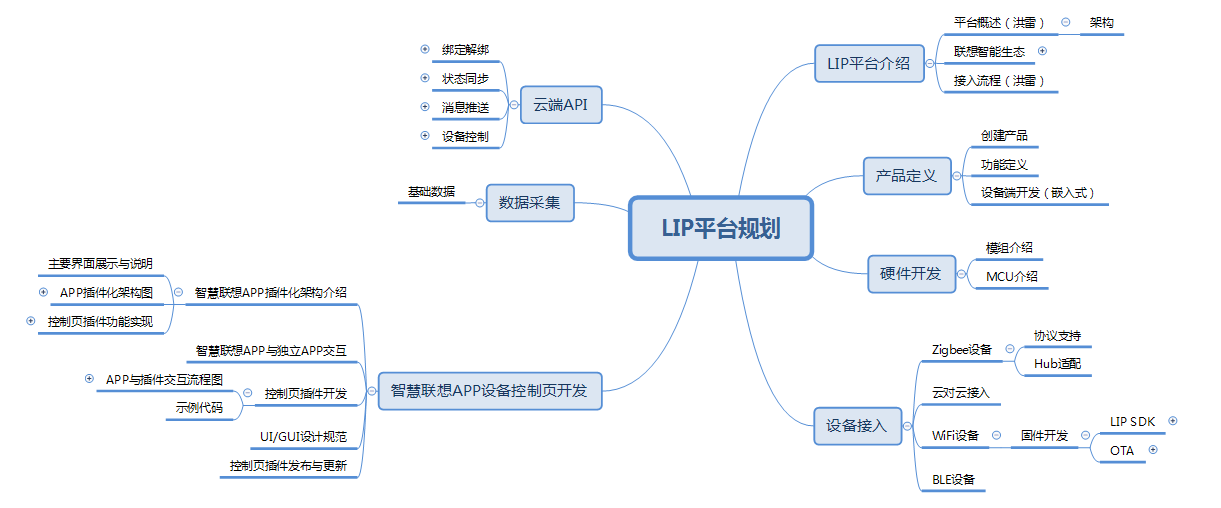 LIP平台规划
LIP平台介绍
平台概述（洪雷）
架构
联想智能生态
接入流程（洪雷）
产品定义
创建产品
功能定义
设备端开发（嵌入式）
硬件开发
模组介绍
MCU介绍
设备接入
Zigbee设备
协议支持
Hub适配
云对云接入
WiFi设备
固件开发
LIP SDK
OTA
BLE设备
云端API
绑定解绑
状态同步
消息推送
设备控制
数据采集
基础数据
智慧联想APP设备控制页开发
智慧联想APP插件化架构介绍
主要界面展示与说明
APP插件化架构图
控制页插件功能实现
智慧联想APP与独立APP交互
控制页插件开发
APP与插件交互流程图
示例代码
UI/GUI设计规范
控制页插件发布与更新